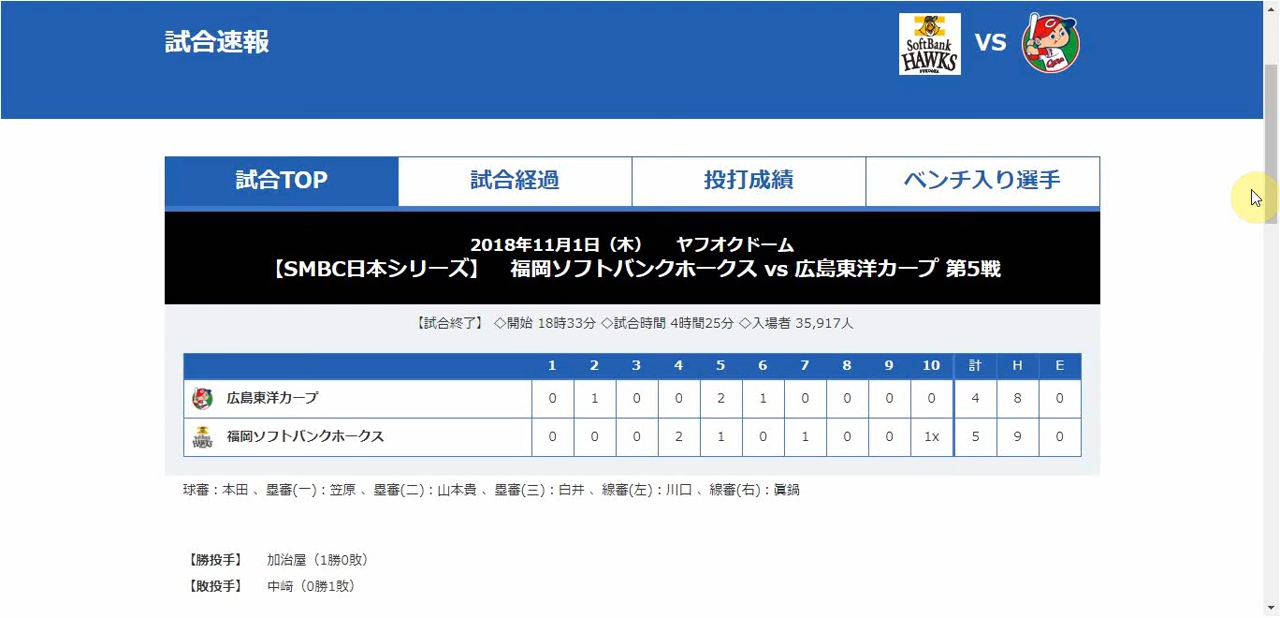 試合速報
SoftBank
HAWKS
VS
試合TOP 試合経過 投打成績 ベンチ入り選手
2018年11月1日（木） ヤフオクドーム
【SMBC日本シリーズ】 福岡ソフトバンクホークス vs 広島東洋カープ 第5戦
【試合終了】 ◇開始 18時33分 ◇試合時間 4時間25分 ◇入場者 35,917人
1 2 3 4 5 6 7 8 9 10 計 H E
広島東洋カープ 0 1 0 0 2 1 0 0 0 0 4 8 0
福岡ソフトバンクホークス 0 0 0 2 1 0 1 0 0 1x 5 9 0
球審：本田 、塁審(一)：笠原 、塁審(二)：山本貴 、塁審(三)：白井 、線審(左)：川口 、線審(右)：眞鍋
【勝投手】 加治屋（1勝0敗）
【敗投手】 中﨑（0勝1敗）